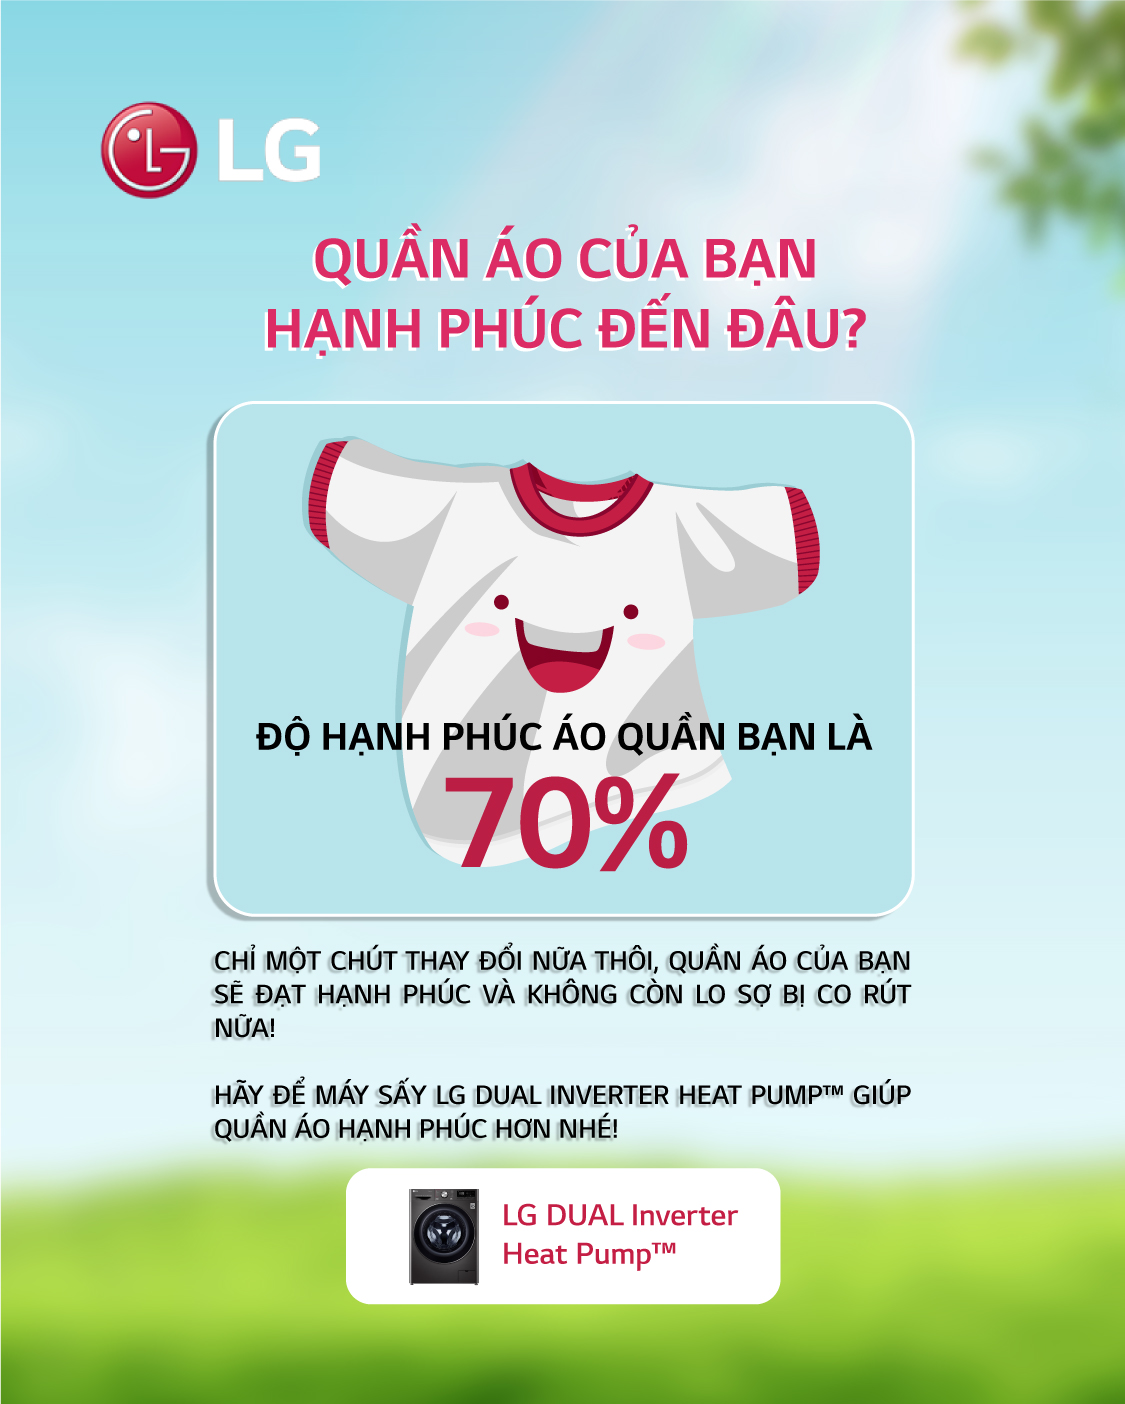 LG
QUẦN ÁO CỦA BẠN
HẠNH PHÚC ĐẾN ĐÂU?
ĐỘ HẠNH PHÚC ÁO QUẦN BẠN LÀ
70%
CHỈ MỘT CHÚT THAY ĐỔI NỮA THÔI, QUẦN ÁO CỦA BẠN
SẼ ĐẠT HẠNH PHÚC VÀ KHÔNG CÒN LO SỢ BỊ CO RÚT
NỮA!
HÃY ĐỂ MÁY SẤY LG DUAL INVERTER HEAT PUMP™ GIÚP
QUẦN ÁO HẠNH PHÚC HƠN NHÉ!
LG DUAL Inverter
Heat Pump™